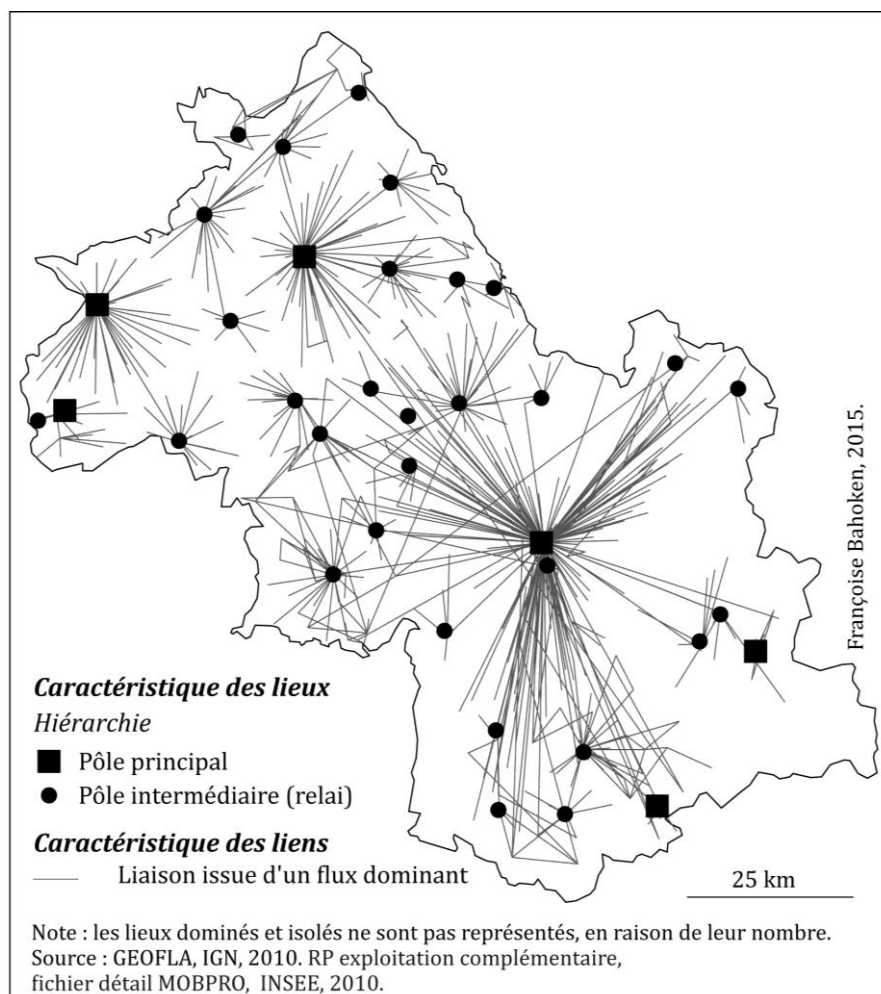 Françoise Bahoken, 2015.
Caractéristique des lieux
Hiérarchie
Pôle principal
Pôle intermédiaire (relai)
Caractéristique des liens
Liaison issue d'un flux dominant
25 km
Note : les lieux dominés et isolés ne sont pas représentés, en raison de leur nombre.
Source : GEOFLA, IGN, 2010. RP exploitation complémentaire,
fichier détail MOBPRO, INSEE, 2010.